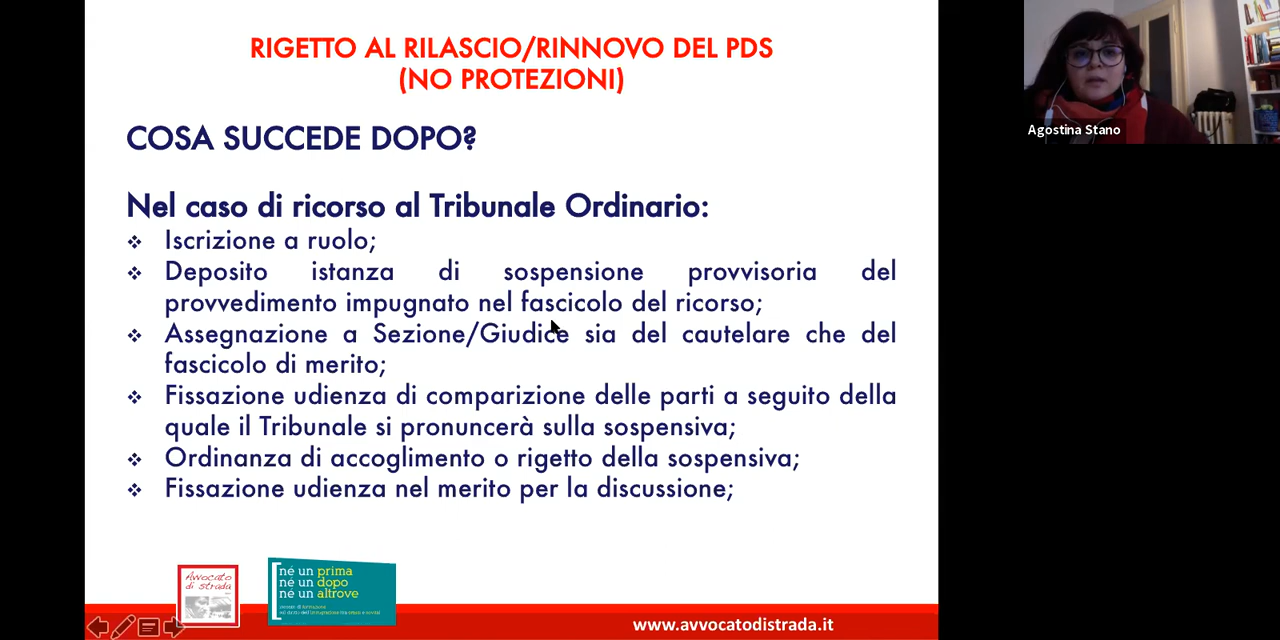 RIGETTO AL RILASCIO/RINNOVO DEL PDS
(NO PROTEZIONI)
COSA SUCCEDE DOPO?
Nel caso di ricorso al Tribunale Ordinario:
❖ Iscrizione a ruolo;
❖ Deposito istanza di sospensione provvisoria del
provvedimento impugnato nel fascicolo del ricorso;
❖ Assegnazione a Sezione/Giudice sia del cautelare che del
fascicolo di merito;
❖ Fissazione udienza di comparizione delle parti a seguito della
quale il Tribunale si pronuncerà sulla sospensiva;
❖ Ordinanza di accoglimento o rigetto della sospensiva;
❖ Fissazione udienza nel merito per la discussione;
Avvocato
di strada
né un prima
né un dopo
né un altrove
www.avvocatodistrada.it
Agostina Stano